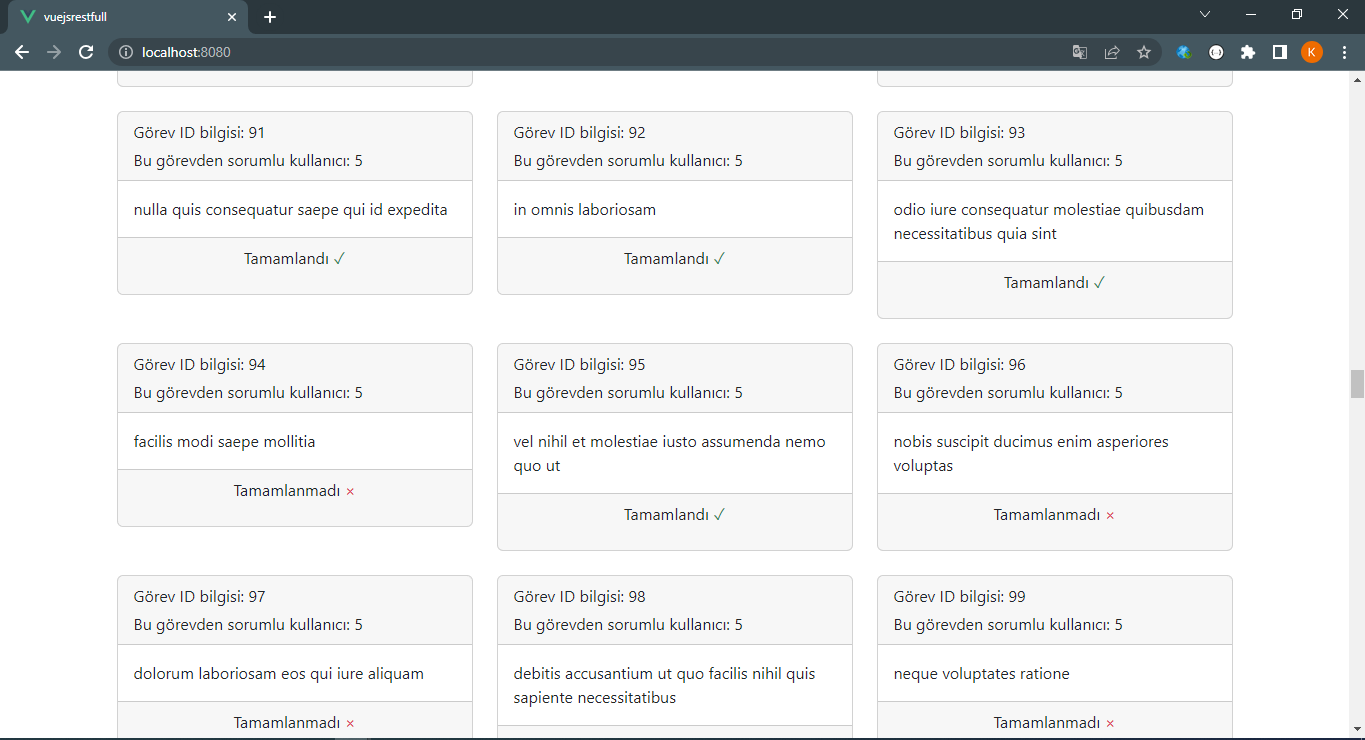 vuejsrestfull
localhost:8080
K
Görev ID bilgisi: 91
Bu görevden sorumlu kullanıcı: 5
nulla quis consequatur saepe qui id expedita
Tamamlandı ✓
Görev ID bilgisi: 92
Bu görevden sorumlu kullanıcı: 5
in omnis laboriosam
Tamamlandı ✓
Görev ID bilgisi: 93
Bu görevden sorumlu kullanıcı: 5
odio iure consequatur molestiae quibusdam
necessitatibus quia sint
Tamamlandı ✓
Görev ID bilgisi: 94
Bu görevden sorumlu kullanıcı: 5
facilis modi saepe mollitia
Tamamlanmadı ×
Görev ID bilgisi: 95
Bu görevden sorumlu kullanıcı: 5
vel nihil et molestiae iusto assumenda nemo
quo ut
Tamamlandı ✓
Görev ID bilgisi: 96
Bu görevden sorumlu kullanıcı: 5
nobis suscipit ducimus enim asperiores
voluptas
Tamamlanmadı ×
Görev ID bilgisi: 97
Bu görevden sorumlu kullanıcı: 5
dolorum laboriosam eos qui iure aliquam
Tamamlanmadı ×
Görev ID bilgisi: 98
Bu görevden sorumlu kullanıcı: 5
debitis accusantium ut quo facilis nihil quis
sapiente necessitatibus
Görev ID bilgisi: 99
Bu görevden sorumlu kullanıcı: 5
neque voluptates ratione
Tamamlanmadı ×